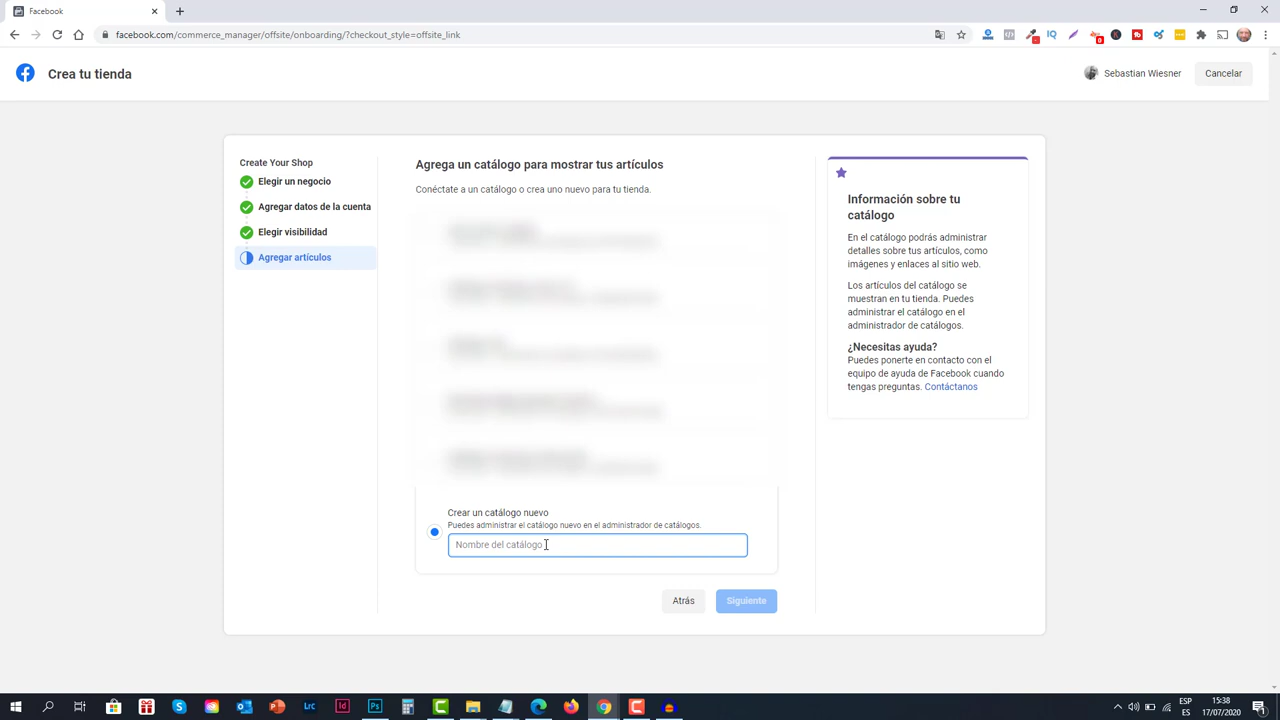 Facebook
facebook.com/commerce_manager/offsite/onboarding/?checkout_style=offsite_link
Crea tu tienda
Sebastian Wiesner
Cancelar
Create Your Shop
Elegir un negocio
Agregar datos de la cuenta
Elegir visibilidad
Agregar artículos
Agrega un catálogo para mostrar tus artículos
Conéctate a un catálogo o crea uno nuevo para tu tienda.
Crear un catálogo nuevo
Puedes administrar el catálogo nuevo en el administrador de catálogos.
Nombre del catálogo
Atrás
Siguiente
Información sobre tu
catálogo
En el catálogo podrás administrar
detalles sobre tus artículos, como
imágenes y enlaces al sitio web.
Los artículos del catálogo se
muestran en tu tienda. Puedes
administrar el catálogo en el
administrador de catálogos.
¿Necesitas ayuda?
Puedes ponerte en contacto con el
equipo de ayuda de Facebook cuando
tengas preguntas. Contáctanos
ESP
ES
15:38
17/07/2020